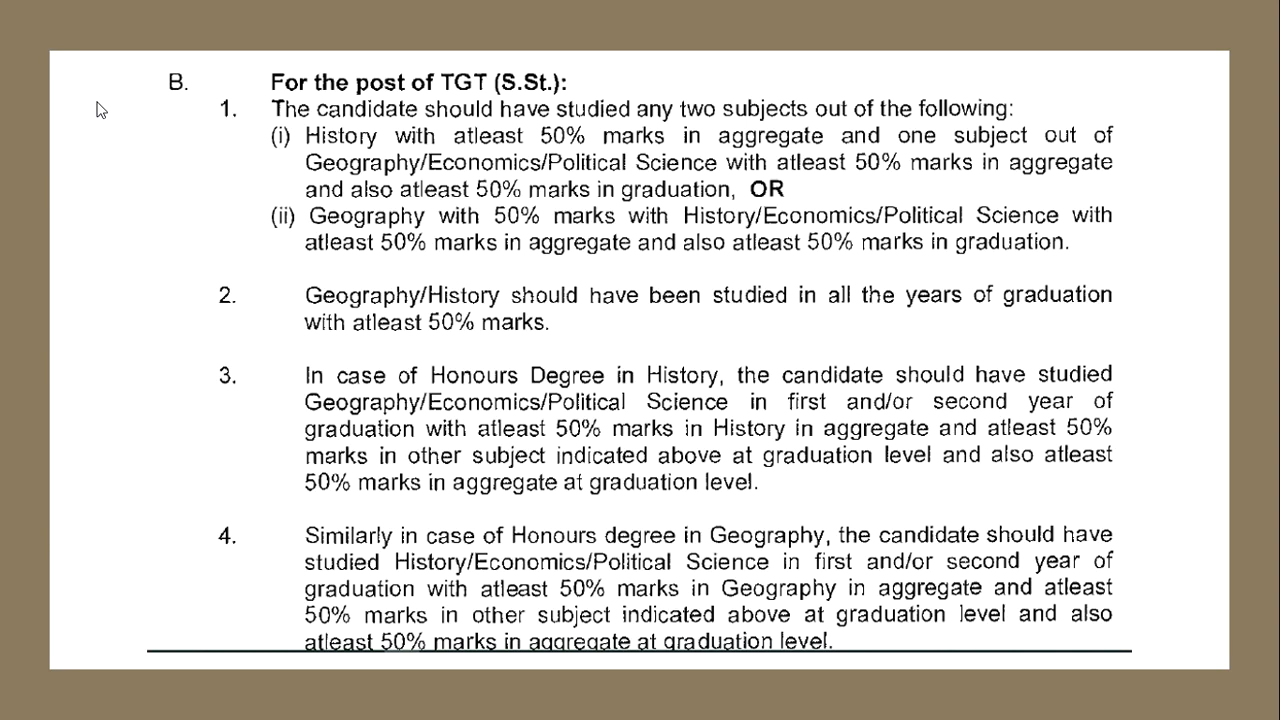 B. For the post of TGT (S.St.):
1. The candidate should have studied any two subjects out of the following:
(i) History with atleast 50% marks in aggregate and one subject out of
Geography/Economics/Political Science with atleast 50% marks in aggregate
and also atleast 50% marks in graduation, OR
(ii) Geography with 50% marks with History/Economics/Political Science with
atleast 50% marks in aggregate and also atleast 50% marks in graduation.
2. Geography/History should have been studied in all the years of graduation
with atleast 50% marks.
3. In case of Honours Degree in History, the candidate should have studied
Geography/Economics/Political Science in first and/or second year of
graduation with atleast 50% marks in History in aggregate and atleast 50%
marks in other subject indicated above at graduation level and also atleast
50% marks in aggregate at graduation level.
4. Similarly in case of Honours degree in Geography, the candidate should have
studied History/Economics/Political Science in first and/or second year of
graduation with atleast 50% marks in Geography in aggregate and atleast
50% marks in other subject indicated above at graduation level and also
atleast 50% marks in aggregate at graduation level.